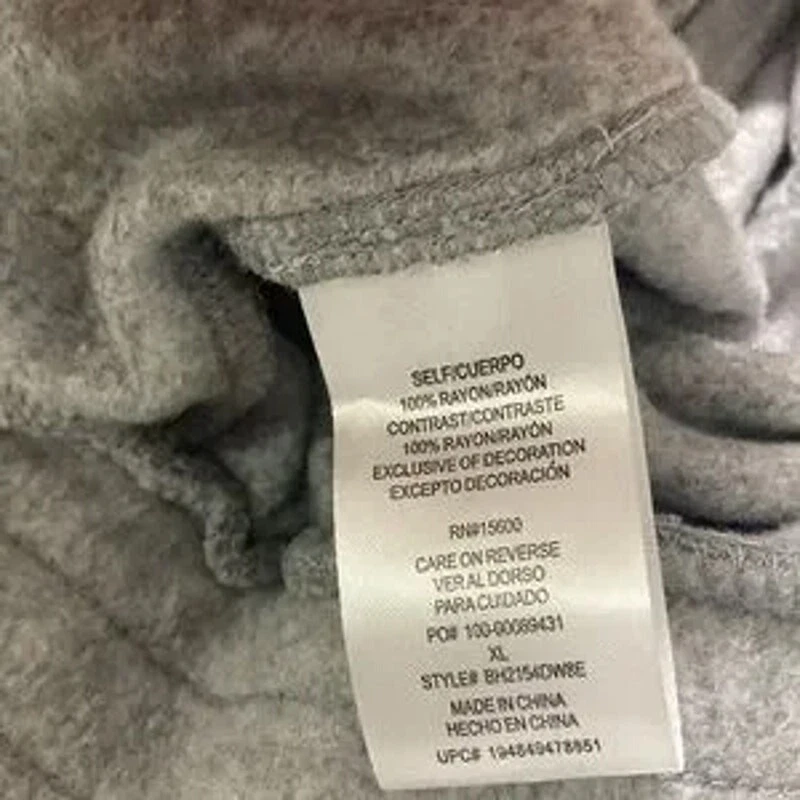 SELF/CUERPO
100% RAYON/RAYÓN
CONTRAST/CONTRASTE
100% RAYON/RAYÓN
EXCLUSIVE OF DECORATION
EXCEPTO DECORACIÓN
RN#15600
CARE ON REVERSE
VER AL DORSO
PARA CUIDADO
PO# 100-00089431
XL
STYLE# BH2154DW8E
MADE IN CHINA
HECHO EN CHINA
UPC# 194849478851